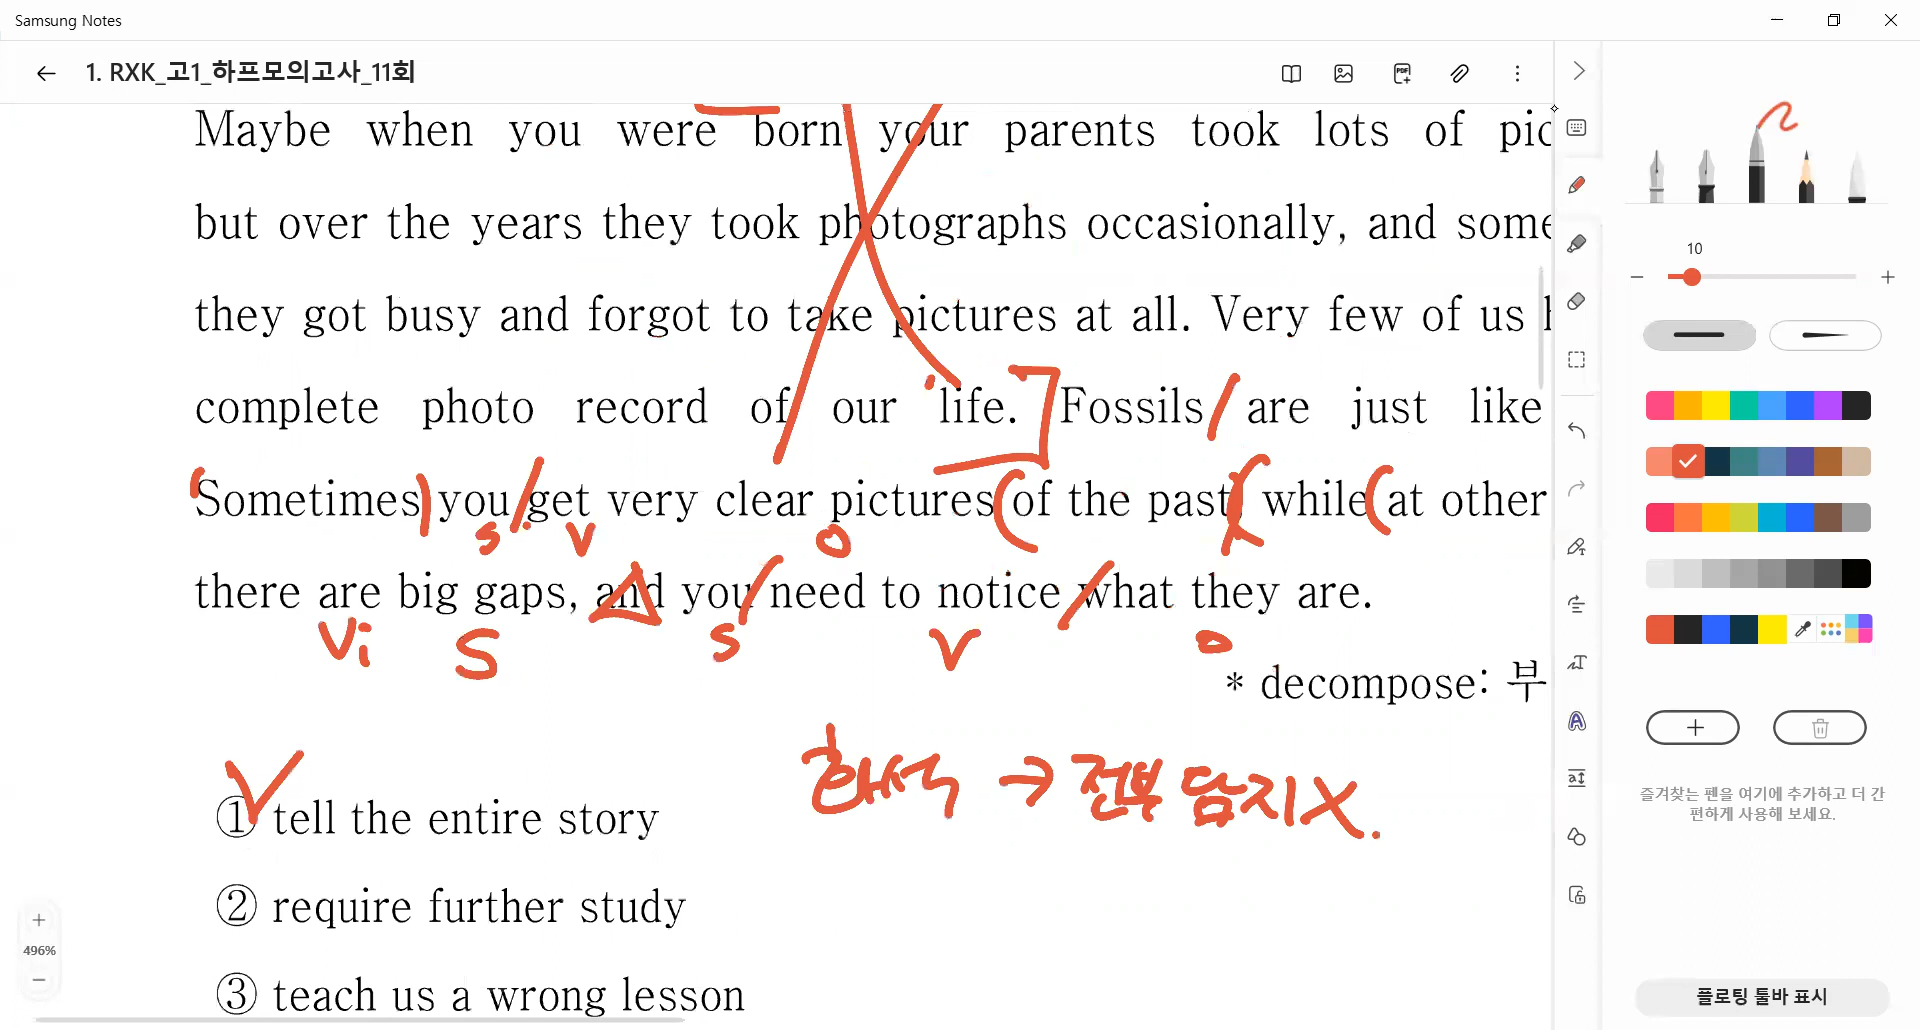 Samsung Notes
1. RXK_고1_하프모의고사_11회
PDF
Maybe when you were born your parents took lots of pic
but over the years they took photographs occasionally, and some
they got busy and forgot to take pictures at all. Very few of us h
complete photo record of our life. Fossils are just like
Sometimes you get very clear pictures of the past, while at other
s v o
there are big gaps, and you need to notice what they are.
Vi S s v o
* decompose: 부
화석 → 전부 담지 X.
① tell the entire story
② require further study
③ teach us a wrong lesson
496%
10
즐겨찾는 펜을 여기에 추가하고 더 간
편하게 사용해 보세요.
플로팅 툴바 표시